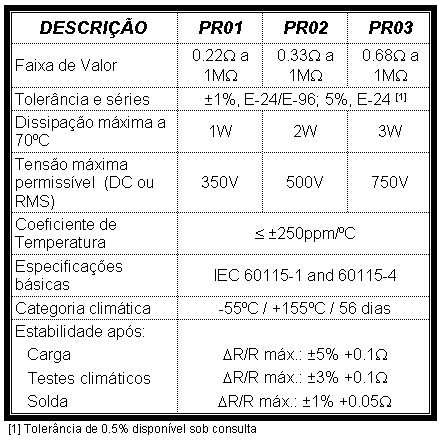 DESCRIÇÃO PR01 PR02 PR03
Faixa de Valor 0.22Ω a 1MΩ 0.33Ω a 1MΩ 0.68Ω a 1MΩ
Tolerância e séries ±1%, E-24/E-96; 5%, E-24 [1]
Dissipação máxima a
70ºC 1W 2W 3W
Tensão máxima
permissível (DC ou
RMS) 350V 500V 750V
Coeficiente de
Temperatura ≤ ±250ppm/ºC
Especificações
básicas IEC 60115-1 and 60115-4
Categoria climática -55ºC / +155ºC / 56 dias
Estabilidade após:
Carga ΔR/R máx.: ±5% +0.1Ω
Testes climáticos ΔR/R máx.: ±3% +0.1Ω
Solda ΔR/R máx.: ±1% +0.05Ω
[1] Tolerância de 0.5% disponível sob consulta